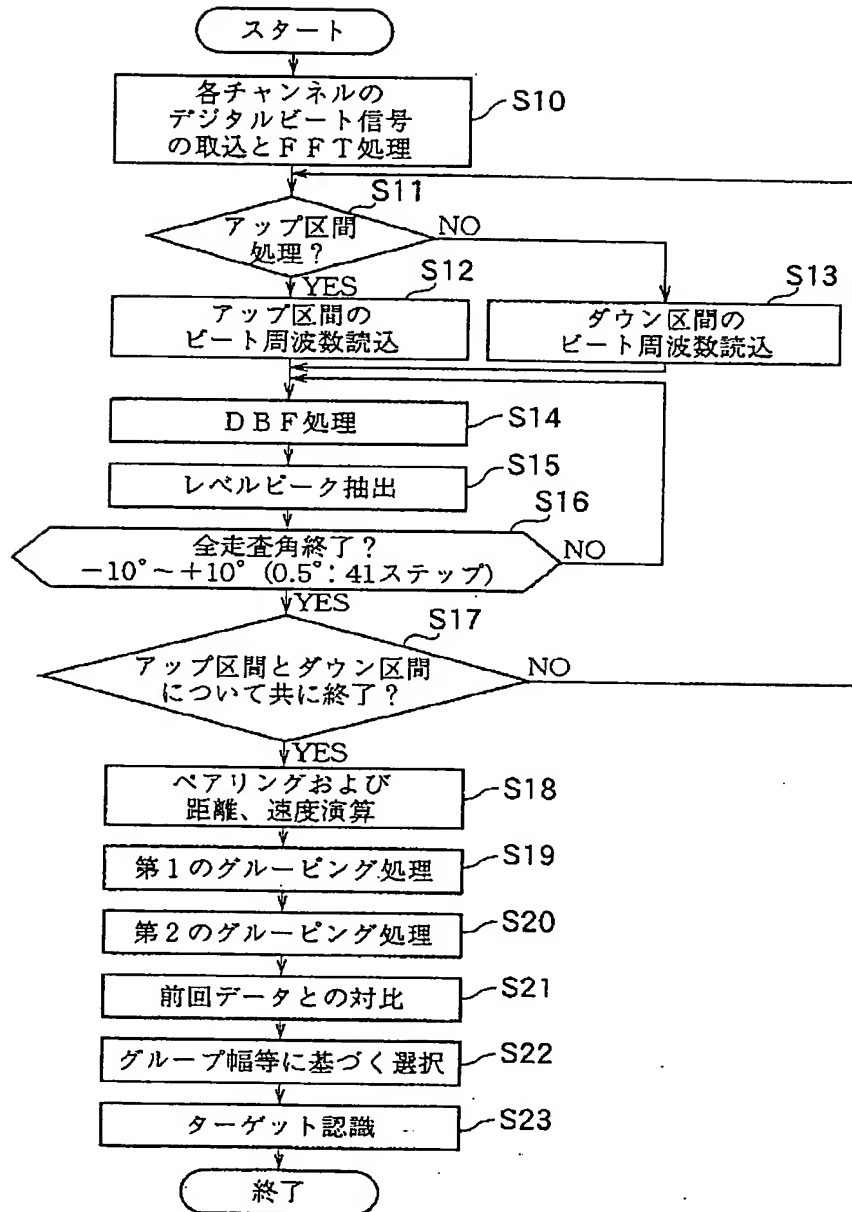 スタート
各チャンネルの
デジタルビート信号
の取込とFFT処理
S10
S11
アップ区間
処理?
NO
YES
S12
アップ区間の
ビート周波数読込
S13
ダウン区間の
ビート周波数読込
DBF処理
S14
レベルピーク抽出
S15
S16
全走査角終了?
−10°~+10° (0.5°:41ステップ)
NO
YES
S17
アップ区間とダウン区間
について共に終了?
NO
YES
ペアリングおよび
距離、速度演算
S18
第1のグルーピング処理
S19
第2のグルーピング処理
S20
前回データとの対比
S21
グループ幅等に基づく選択
S22
ターゲット認識
S23
終了